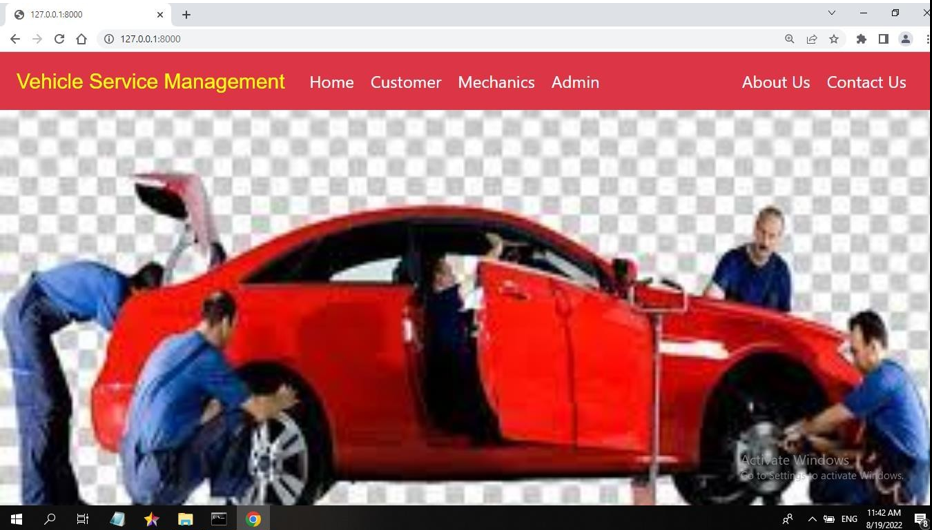 127.0.0.1:8000
127.0.0.1:8000
Vehicle Service Management Home Customer Mechanics Admin About Us Contact Us
Activate Windows
Go to Settings to activate Windows.
ENG
11:42 AM
8/19/2022
8